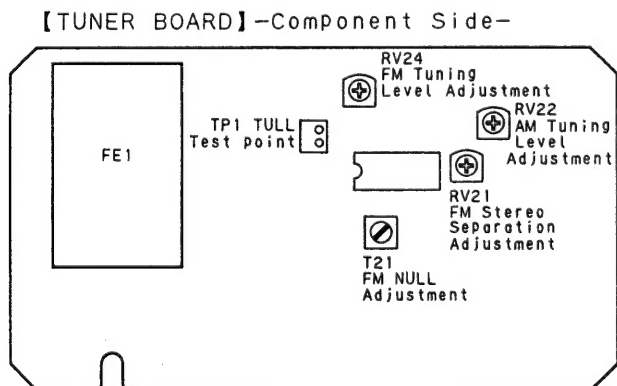 【TUNER BOARD】-Component Side-
RV24
FM Tuning
Level Adjustment
RV22
AM Tuning
Level
Adjustment
TP1 TULL
Test point
FE1
RV21
FM Stereo
Separation
Adjustment
T21
FM NULL
Adjustment